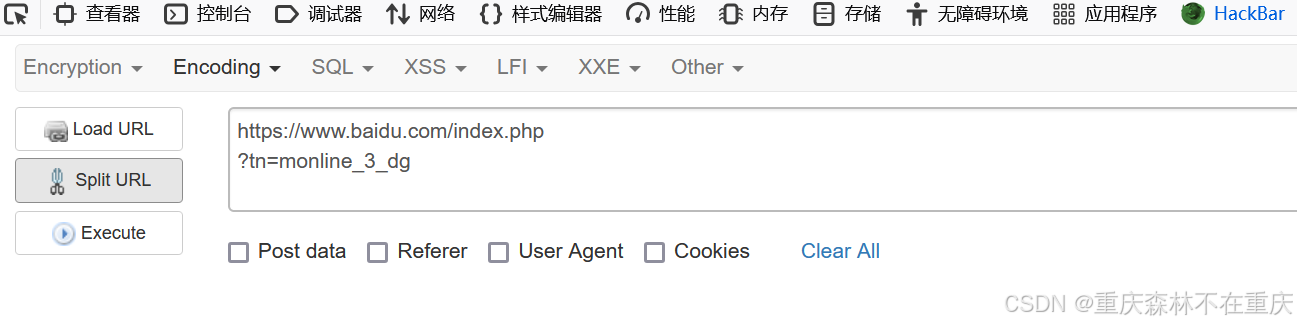 查看器 控制台 调试器 网络 样式编辑器 性能 内存 存储 无障碍环境 应用程序 HackBar
Encryption Encoding SQL XSS LFI XXE Other
Load URL
https://www.baidu.com/index.php
?tn=monline_3_dg
Split URL
Execute
Post data Referer User Agent Cookies Clear All
CSDN @重庆森林不在重庆